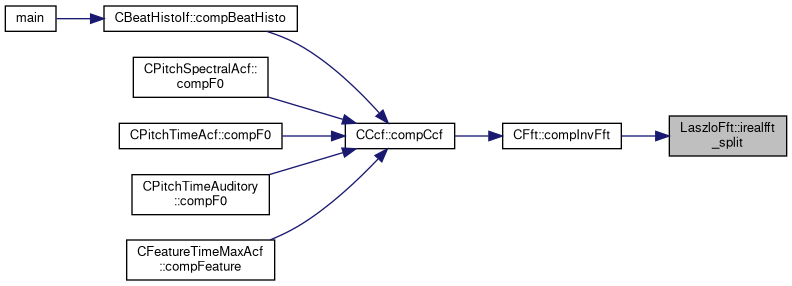 main
CBeatHistoIf::compBeatHisto
CPitchSpectralAcf::
compF0
CPitchTimeAcf::compF0
CPitchTimeAuditory
::compF0
CFeatureTimeMaxAcf
::compFeature
CCcf::compCcf
CFft::compInvFft
LaszloFft::irealfft
_split